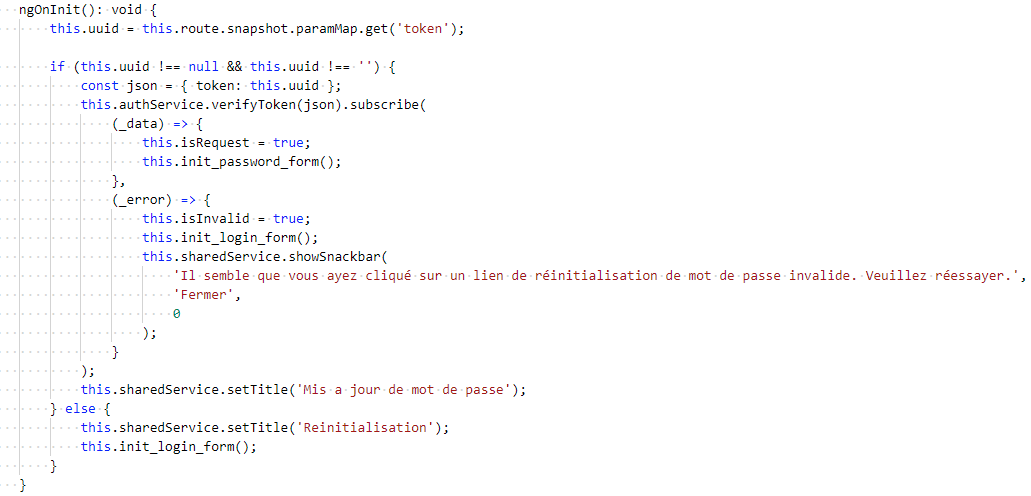 ngOnInit(): void {
this.uuid = this.route.snapshot.paramMap.get('token');
if (this.uuid !== null && this.uuid !== '') {
const json = { token: this.uuid };
this.authService.verifyToken(json).subscribe(
(_data) => {
this.isRequest = true;
this.init_password_form();
},
(_error) => {
this.isInvalid = true;
this.init_login_form();
this.sharedService.showSnackbar(
'Il semble que vous ayez cliqué sur un lien de réinitialisation de mot de passe invalide. Veuillez réessayer.',
'Fermer',
0
);
}
);
this.sharedService.setTitle('Mis a jour de mot de passe');
} else {
this.sharedService.setTitle('Reinitialisation');
this.init_login_form();
}
}